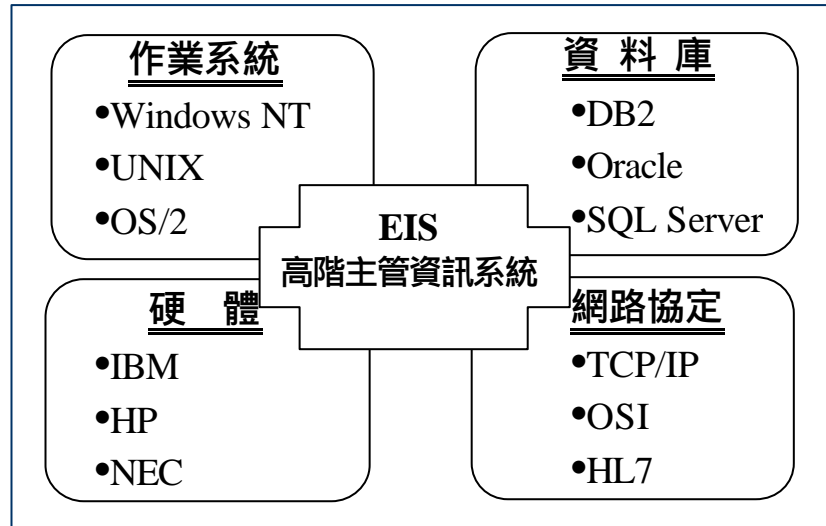 作業系統
•Windows NT
•UNIX
•OS/2
資 料 庫
•DB2
•Oracle
•SQL Server
EIS
高階主管資訊系統
硬 體
•IBM
•HP
•NEC
網路協定
•TCP/IP
•OSI
•HL7